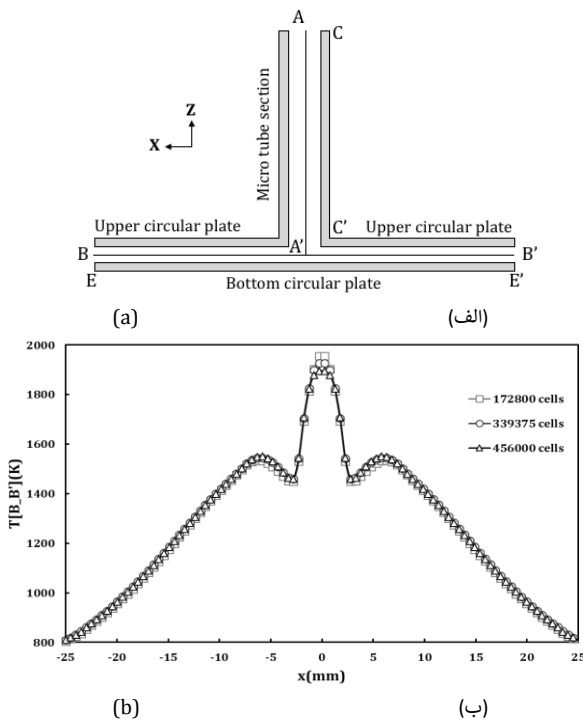 A
C
Z
X
Micro tube section
Upper circular plate
C'
Upper circular plate
A'
B
B'
E
Bottom circular plate
E'
(a)
(الف)
2000
1800
1600
1400
1200
1000
800
T[B_B'](K)
172800 cells
339375 cells
456000 cells
-25 -20 -15 -10 -5 0 5 10 15 20 25
x(mm)
(b)
(ب)